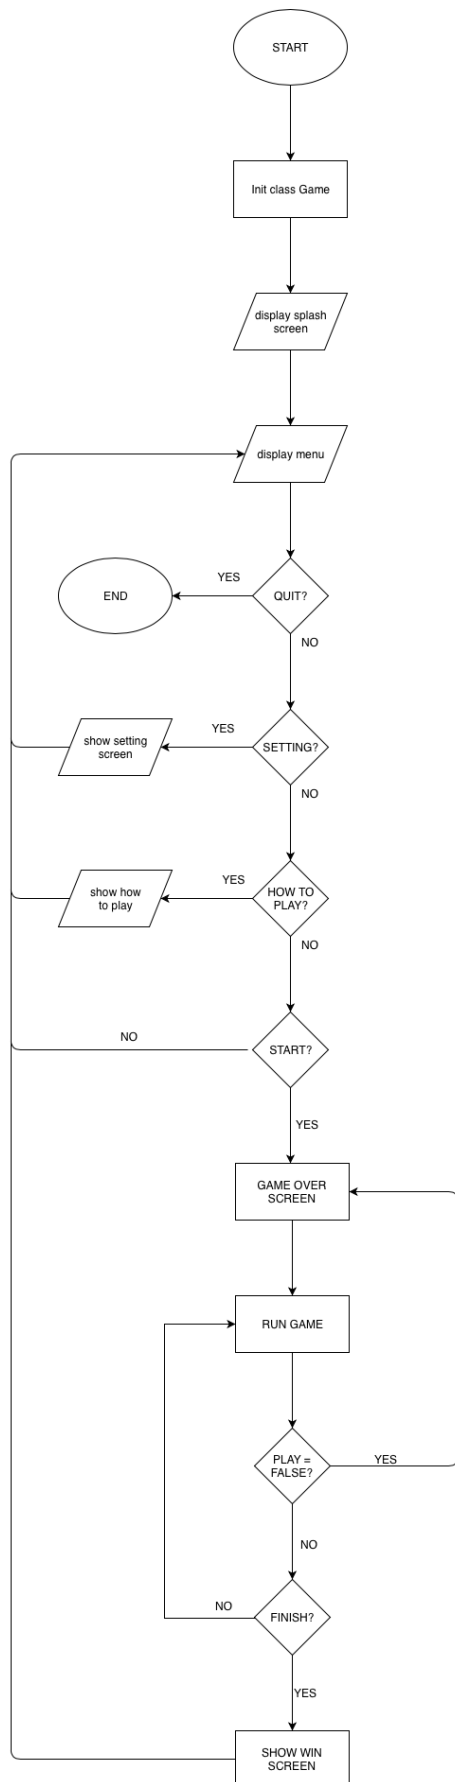 START
Init class Game
display splash
screen
display menu
YES
END
QUIT?
NO
YES
show setting
screen
SETTING?
NO
YES
show how
to play
HOW TO
PLAY?
NO
NO
START?
YES
GAME OVER
SCREEN
RUN GAME
PLAY =
FALSE?
YES
NO
NO
FINISH?
YES
SHOW WIN
SCREEN